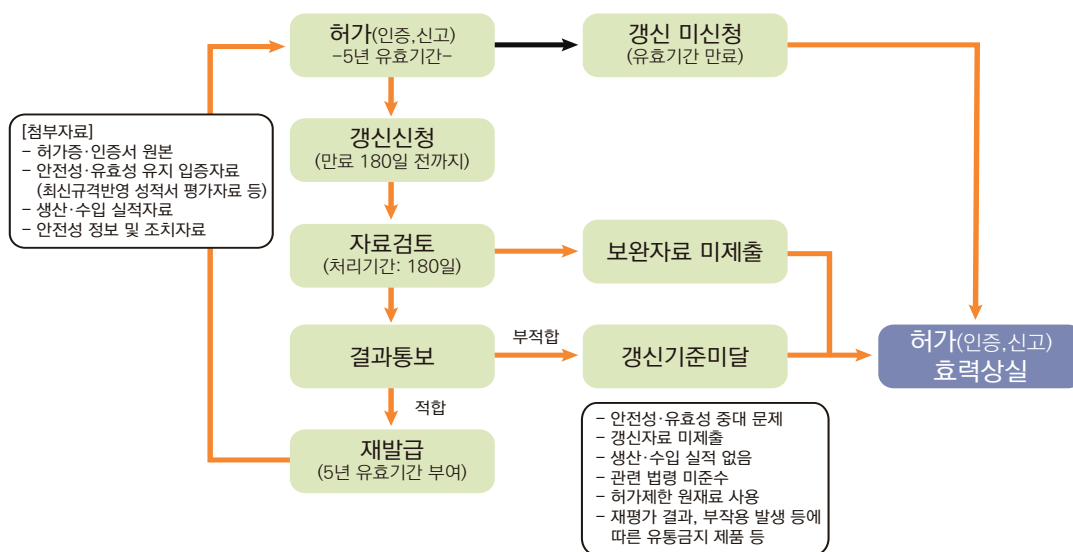 허가(인증,신고)
-5년 유효기간-
갱신 미신청
(유효기간 만료)
[첨부자료]
- 허가증·인증서 원본
- 안전성·유효성 유지 입증자료
(최신규격반영 성적서 평가자료 등)
- 생산·수입 실적자료
- 안전성 정보 및 조치자료
갱신신청
(만료 180일 전까지)
자료검토
(처리기간: 180일)
보완자료 미제출
결과통보
부적합
갱신기준미달
허가(인증,신고)
효력상실
적합
재발급
(5년 유효기간 부여)
- 안전성·유효성 중대 문제
- 갱신자료 미제출
- 생산·수입 실적 없음
- 관련 법령 미준수
- 허가제한 원재료 사용
- 재평가 결과, 부작용 발생 등에
따른 유통금지 제품 등